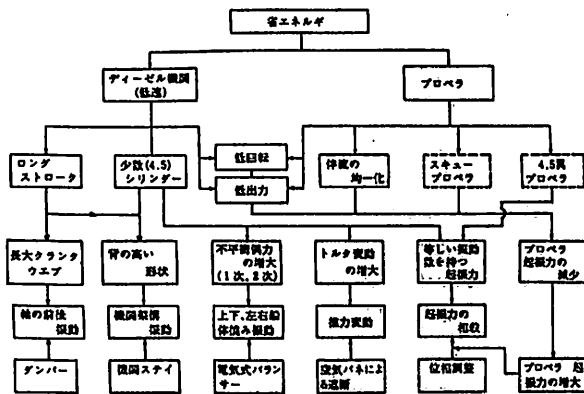 省エネルギ
ディーゼル機関
(低速)
プロペラ
ロング
ストローク
少数(4.5)
シリンダー
低回転
低出力
伴流の
均一化
スキュー
プロペラ
4.5翼
プロペラ
長大クランク
ウエブ
背の高い
形状
不平衡偶力
の増大
(1次、2次)
トルク変動
の増大
等しい振動
数を持つ
起振力
プロペラ
起振力の
減少
軸の前後
振動
機関架構
振動
上下、左右船
体撓み振動
推力変動
起振力の
相殺
ダンパー
機関ステイ
電気式バラン
サー
空気バネによ
る遮断
位相調整
プロペラ 起
振力の増大